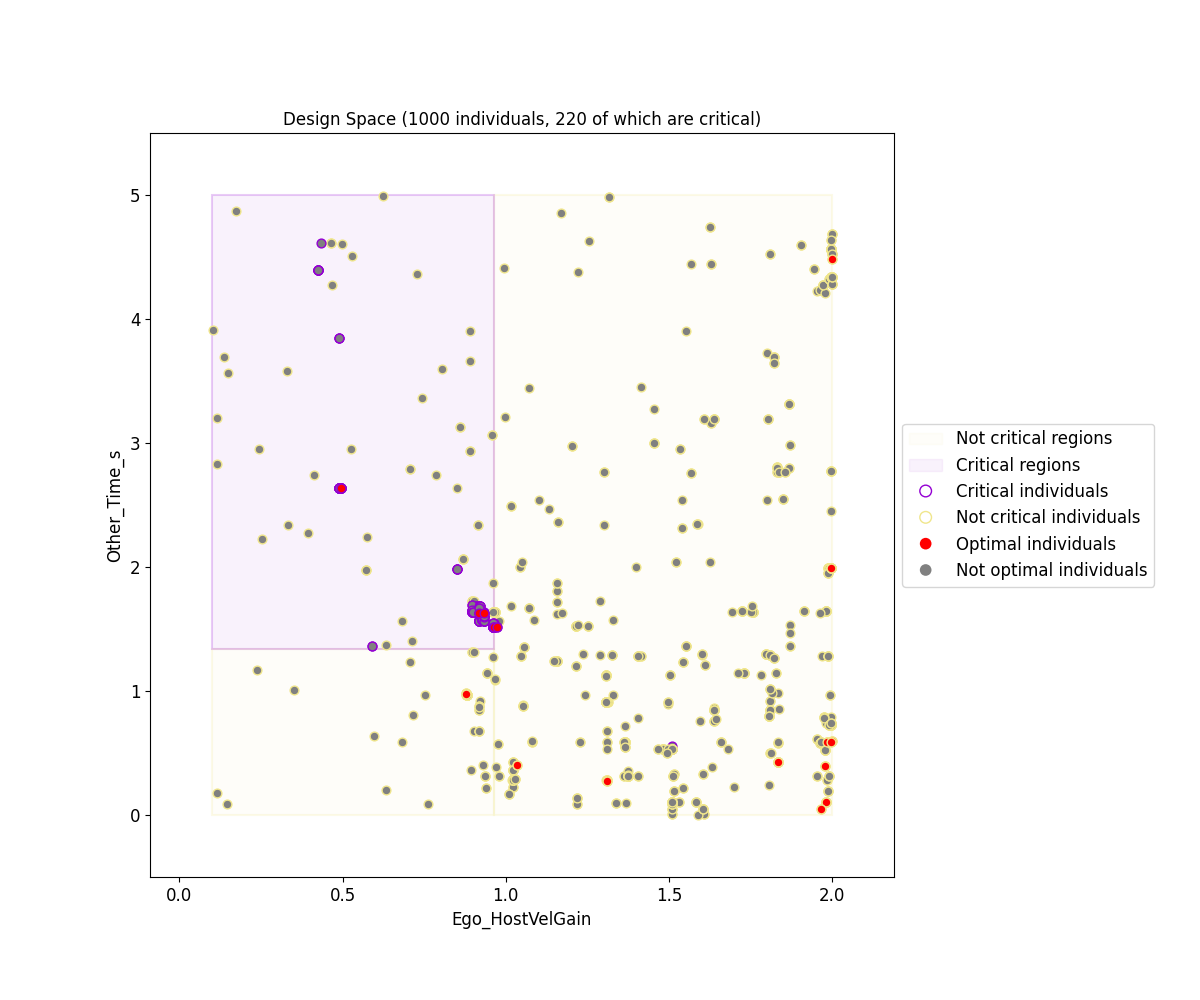 Design Space (1000 individuals, 220 of which are critical)
5
4
3
2
1
0
Other_Time_s
0.0 0.5 1.0 1.5 2.0
Ego_HostVelGain
Not critical regions
Critical regions
Critical individuals
Not critical individuals
Optimal individuals
Not optimal individuals